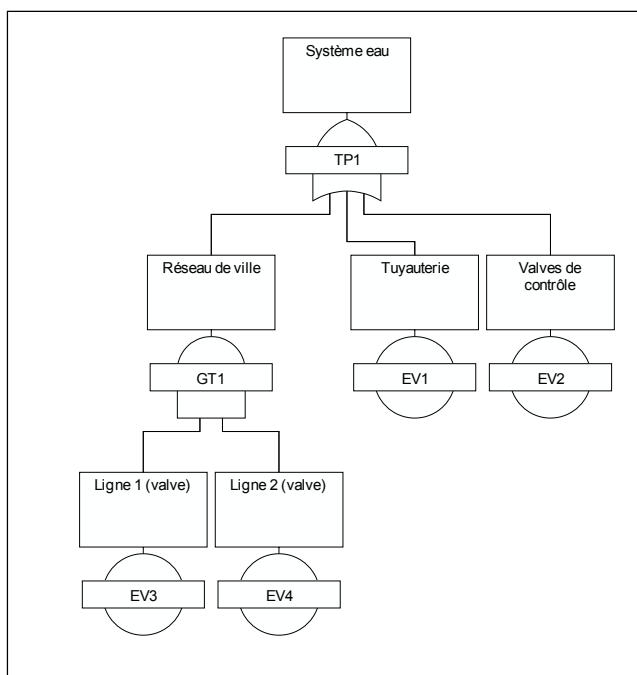 Système eau
TP1
Réseau de ville
Tuyauterie
Valves de
contrôle
GT1
EV1
EV2
Ligne 1 (valve)
Ligne 2 (valve)
EV3
EV4